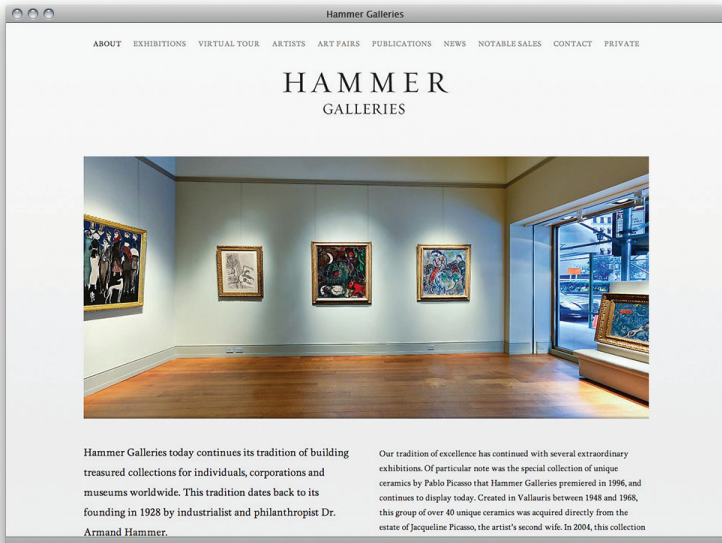 Hammer Galleries
ABOUT EXHIBITIONS VIRTUAL TOUR ARTISTS ART FAIRS PUBLICATIONS NEWS NOTABLE SALES CONTACT PRIVATE
HAMMER
GALLERIES
Hammer Galleries today continues its tradition of building
treasured collections for individuals, corporations and
museums worldwide. This tradition dates back to its
founding in 1928 by industrialist and philanthropist Dr.
Armand Hammer.
Our tradition of excellence has continued with several extraordinary
exhibitions. Of particular note was the special collection of unique
ceramics by Pablo Picasso that Hammer Galleries premiered in 1996, and
continues to display today. Created in Vallauris between 1948 and 1968,
this group of over 40 unique ceramics was acquired directly from the
estate of Jacqueline Picasso, the artist's second wife. In 2004, this collection